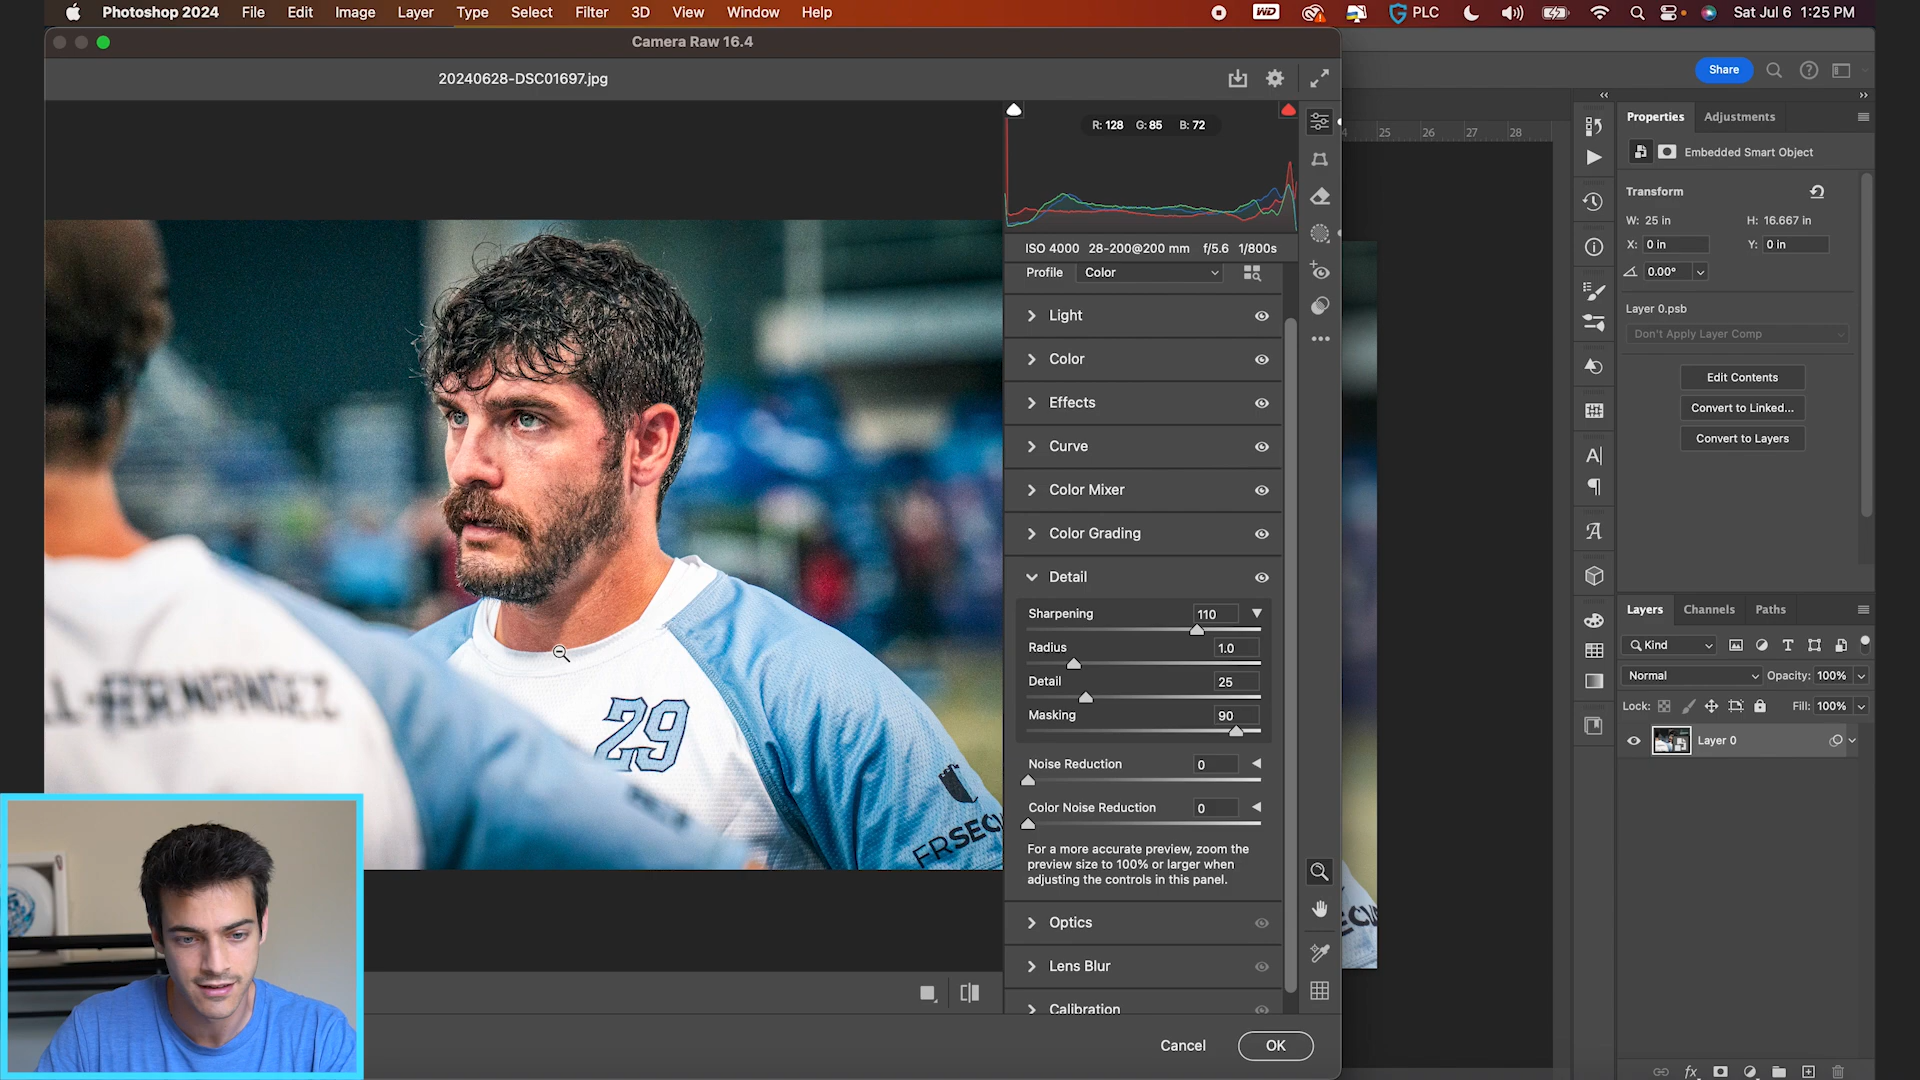 Photoshop 2024 File Edit Image Layer Type Select Filter 3D View Window Help WD PLC Sat Jul 6 1:25 PM
Camera Raw 16.4
20240628-DSC01697.jpg
Share
R: 128 G: 85 B: 72
24 25 26 27 28
Properties Adjustments
Embedded Smart Object
Transform
W: 25 in H: 16.667 in
X: 0 in Y: 0 in
0.00°
Layer 0.psb
Don't Apply Layer Comp
Edit Contents
Convert to Linked...
Convert to Layers
ISO 4000 28-200@200 mm f/5.6 1/800s
Profile Color
Light
Color
Effects
Curve
Color Mixer
Color Grading
Detail
Sharpening 110
Radius 1.0
Detail 25
Masking 90
Noise Reduction 0
Color Noise Reduction 0
For a more accurate preview, zoom the
preview size to 100% or larger when
adjusting the controls in this panel.
Optics
Lens Blur
Calibration
Cancel OK
Layers Channels Paths
Kind
Normal Opacity: 100%
Lock: Fill: 100%
Layer 0
fx
LL-FERNANDEZ
29
FRSECU